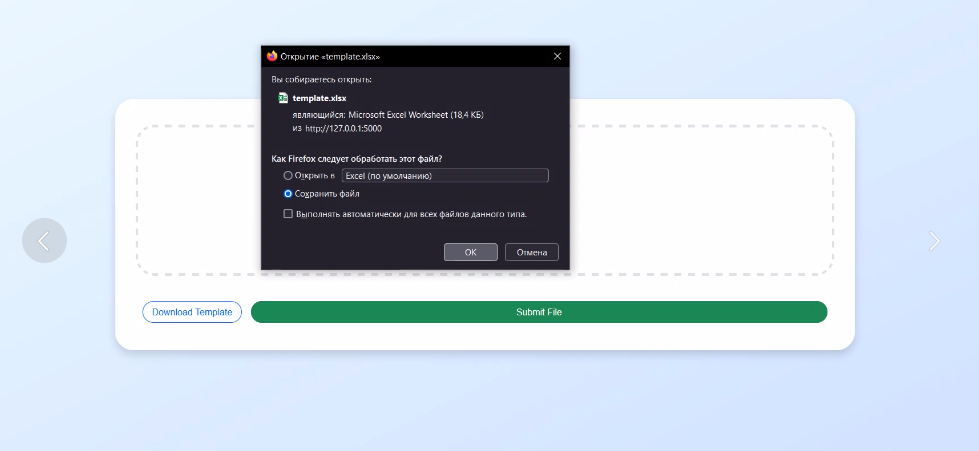 Открытие «template.xlsx»
Вы собираетесь открыть:
template.xlsx
являющийся: Microsoft Excel Worksheet (18,4 КБ)
из http://127.0.0.1:5000
Как Firefox следует обработать этот файл?
Открыть в Excel (по умолчанию)
Сохранить файл
Выполнять автоматически для всех файлов данного типа.
ОК Отмена
Download Template Submit File